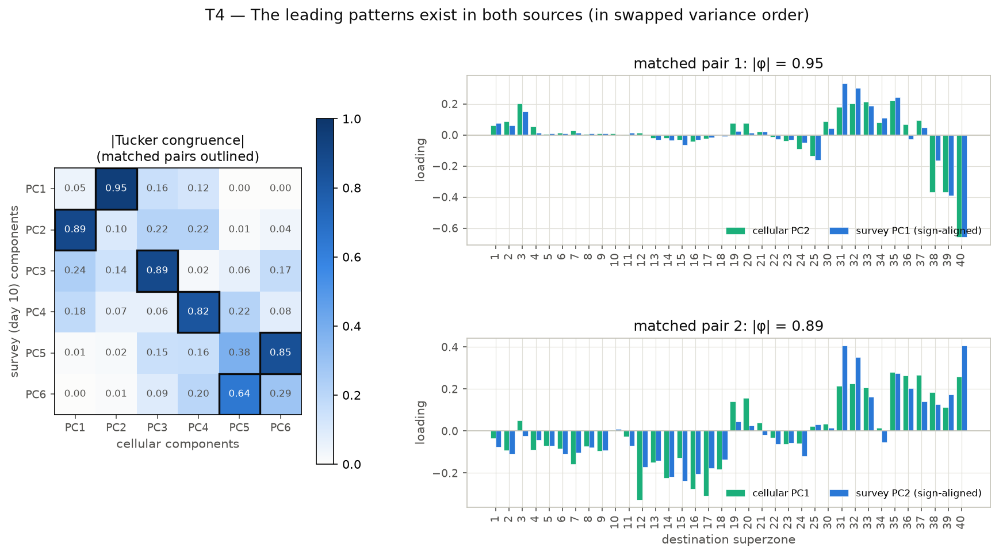 T4 — The leading patterns exist in both sources (in swapped variance order)
|Tucker congruence|
(matched pairs outlined)
survey (day 10) components
PC1 0.05 0.95 0.16 0.12 0.00 0.00
PC2 0.89 0.10 0.22 0.22 0.01 0.04
PC3 0.24 0.14 0.89 0.02 0.06 0.17
PC4 0.18 0.07 0.06 0.82 0.22 0.08
PC5 0.01 0.02 0.15 0.16 0.38 0.85
PC6 0.00 0.01 0.09 0.20 0.64 0.29
PC1 PC2 PC3 PC4 PC5 PC6
cellular components
1.0
0.8
0.6
0.4
0.2
0.0
matched pair 1: |φ| = 0.95
loading
0.2
0.0
−0.2
−0.4
−0.6
cellular PC2 survey PC1 (sign-aligned)
1 2 3 4 5 6 7 8 9 10 11 12 13 14 15 16 17 18 19 20 21 22 23 24 25 30 31 32 33 34 35 36 37 38 39 40
matched pair 2: |φ| = 0.89
loading
0.4
0.2
0.0
−0.2
cellular PC1 survey PC2 (sign-aligned)
1 2 3 4 5 6 7 8 9 10 11 12 13 14 15 16 17 18 19 20 21 22 23 24 25 30 31 32 33 34 35 36 37 38 39 40
destination superzone